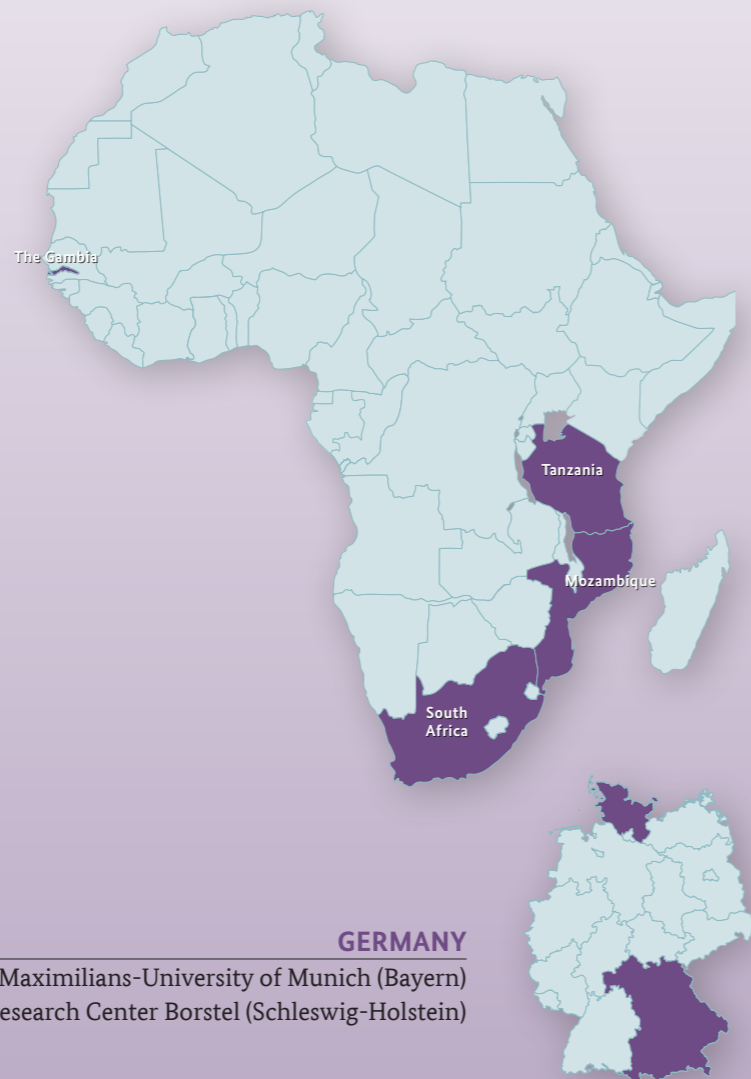 The Gambia
Tanzania
Mozambique
South
Africa
GERMANY
Maximilians-University of Munich (Bayern)
esearch Center Borstel (Schleswig-Holstein)